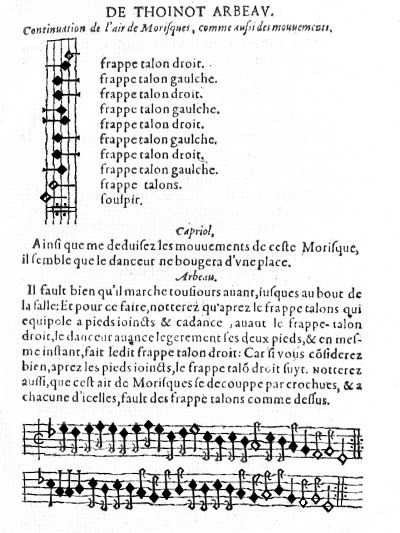 DE THOINOT ARBEAV.
Continuation de l'air de Morisques, comme aussi des mouuements.
frappe talon droit.
frappe talon gaulche.
frappe talon droit.
frappe talon gaulche.
frappe talon droit.
frappe talon gaulche.
frappe talon droit.
frappe talon gaulche.
frappe talons.
souspir.
Capriol,
Ainsi que me deduisez les mouuements de ceste Morisque,
il semble que le danceur ne bougera d'vne place.
Arbeau.
Il fault bien qu'il marche tousiours auant, iusques au bout de
la salle: Et pour ce faire, notterez qu'aprez le frappe talons qui
equipole a pieds ioincts & cadance, auant le frappe-talon
droit, le danceur auance legerement ses deux pieds, & en mes-
me instant, fait ledit frappe talon droit: Car si vous cōsiderez
bien, aprez les pieds ioincts, le frappe talō droit suyt. Notterez
aussi, que cest air de Morisques se decouppe par crochues, & a
chacune d'icelles, fault des frappe talons comme dessus.